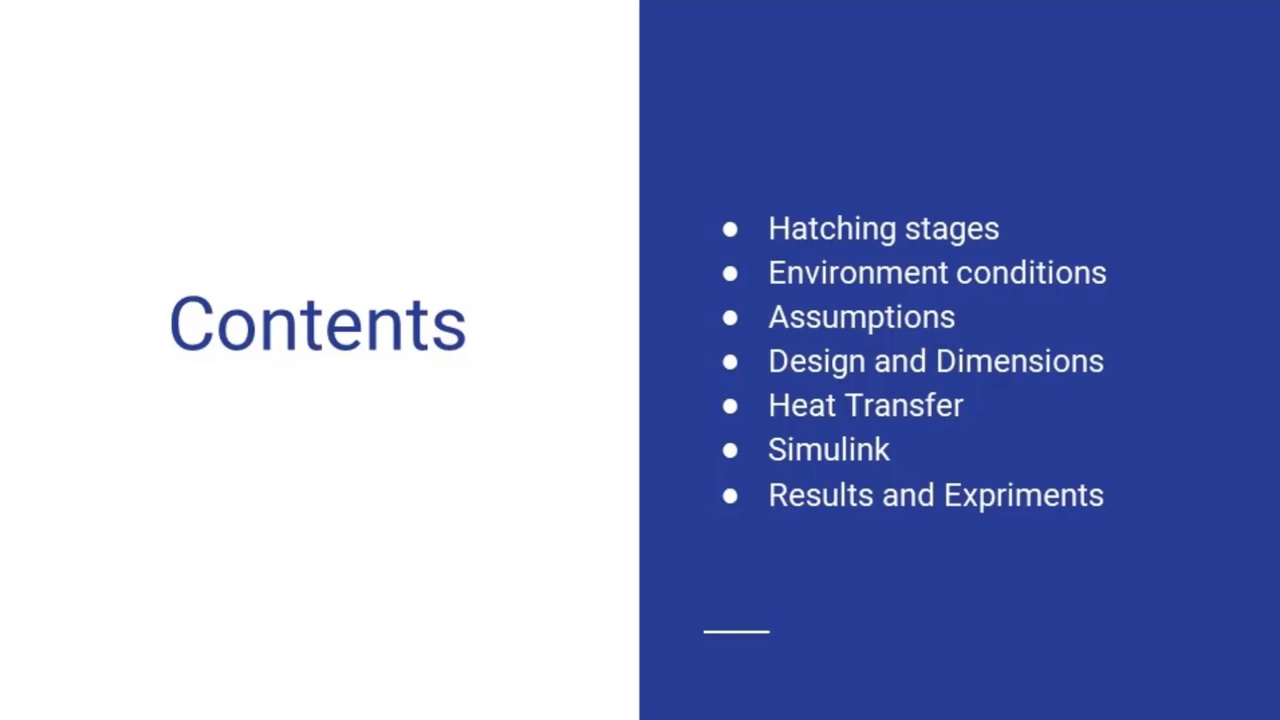 Contents
● Hatching stages
● Environment conditions
● Assumptions
● Design and Dimensions
● Heat Transfer
● Simulink
● Results and Expriments